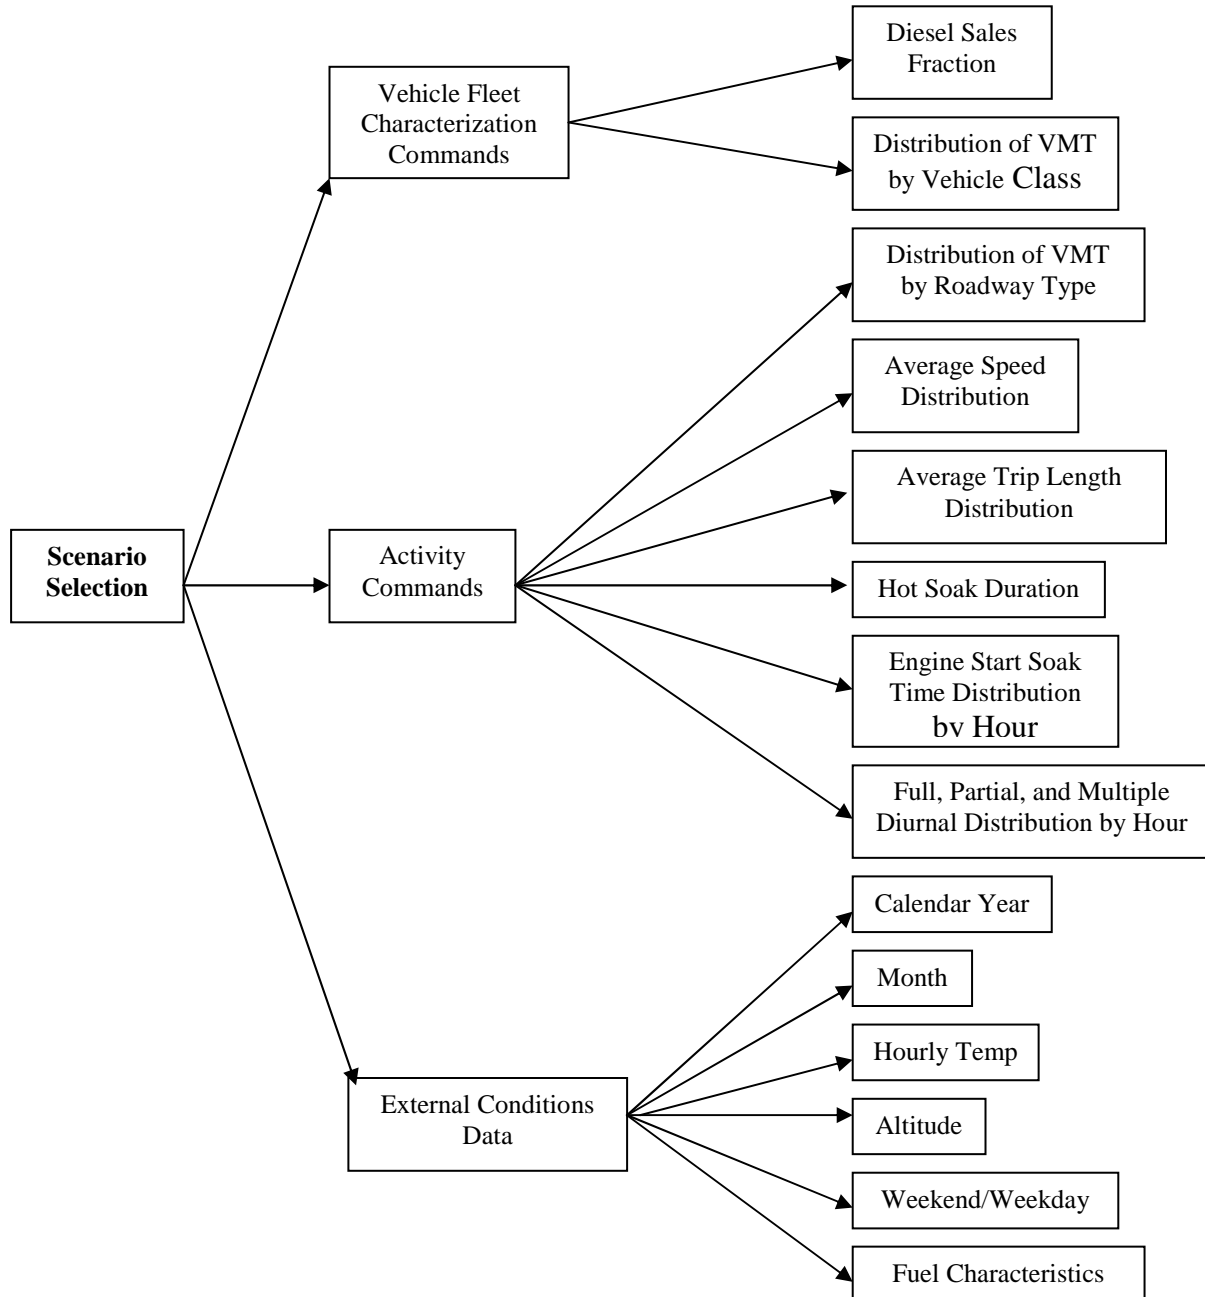 Diesel Sales
Fraction
Vehicle Fleet
Characterization
Commands
Distribution of VMT
by Vehicle Class
Distribution of VMT
by Roadway Type
Average Speed
Distribution
Average Trip Length
Distribution
Scenario
Selection
Activity
Commands
Hot Soak Duration
Engine Start Soak
Time Distribution
by Hour
Full, Partial, and Multiple
Diurnal Distribution by Hour
Calendar Year
Month
Hourly Temp
External Conditions
Data
Altitude
Weekend/Weekday
Fuel Characteristics